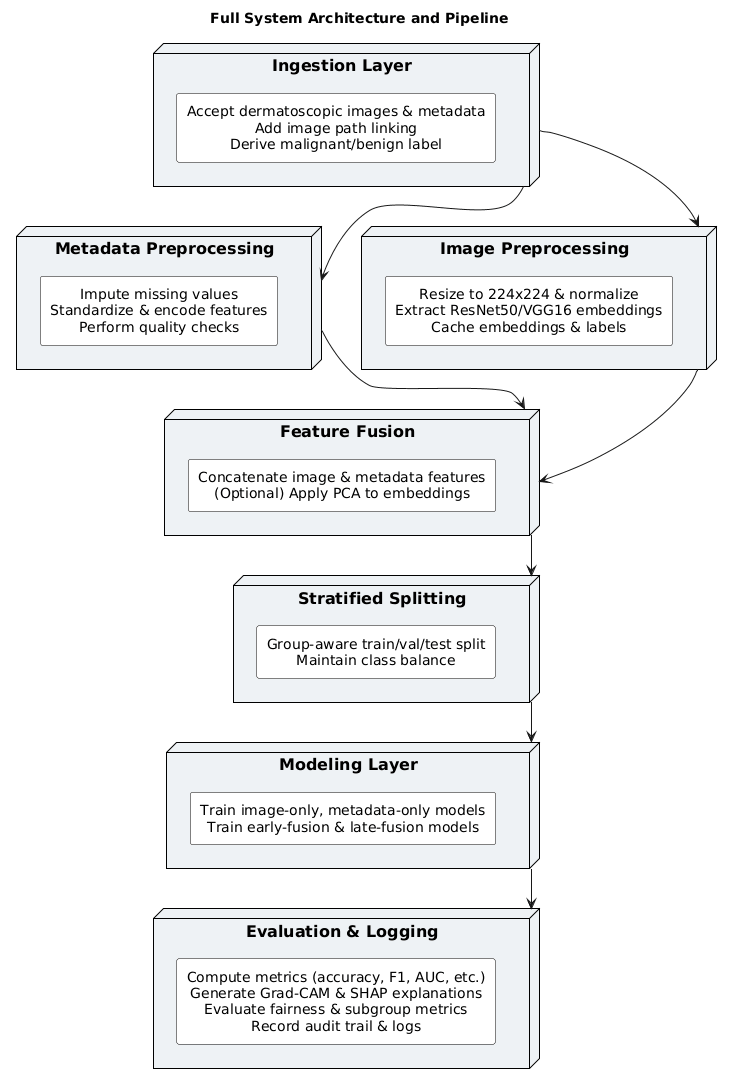 Full System Architecture and Pipeline
Ingestion Layer
Accept dermatoscopic images & metadata
Add image path linking
Derive malignant/benign label
Metadata Preprocessing
Impute missing values
Standardize & encode features
Perform quality checks
Image Preprocessing
Resize to 224x224 & normalize
Extract ResNet50/VGG16 embeddings
Cache embeddings & labels
Feature Fusion
Concatenate image & metadata features
(Optional) Apply PCA to embeddings
Stratified Splitting
Group-aware train/val/test split
Maintain class balance
Modeling Layer
Train image-only, metadata-only models
Train early-fusion & late-fusion models
Evaluation & Logging
Compute metrics (accuracy, F1, AUC, etc.)
Generate Grad-CAM & SHAP explanations
Evaluate fairness & subgroup metrics
Record audit trail & logs